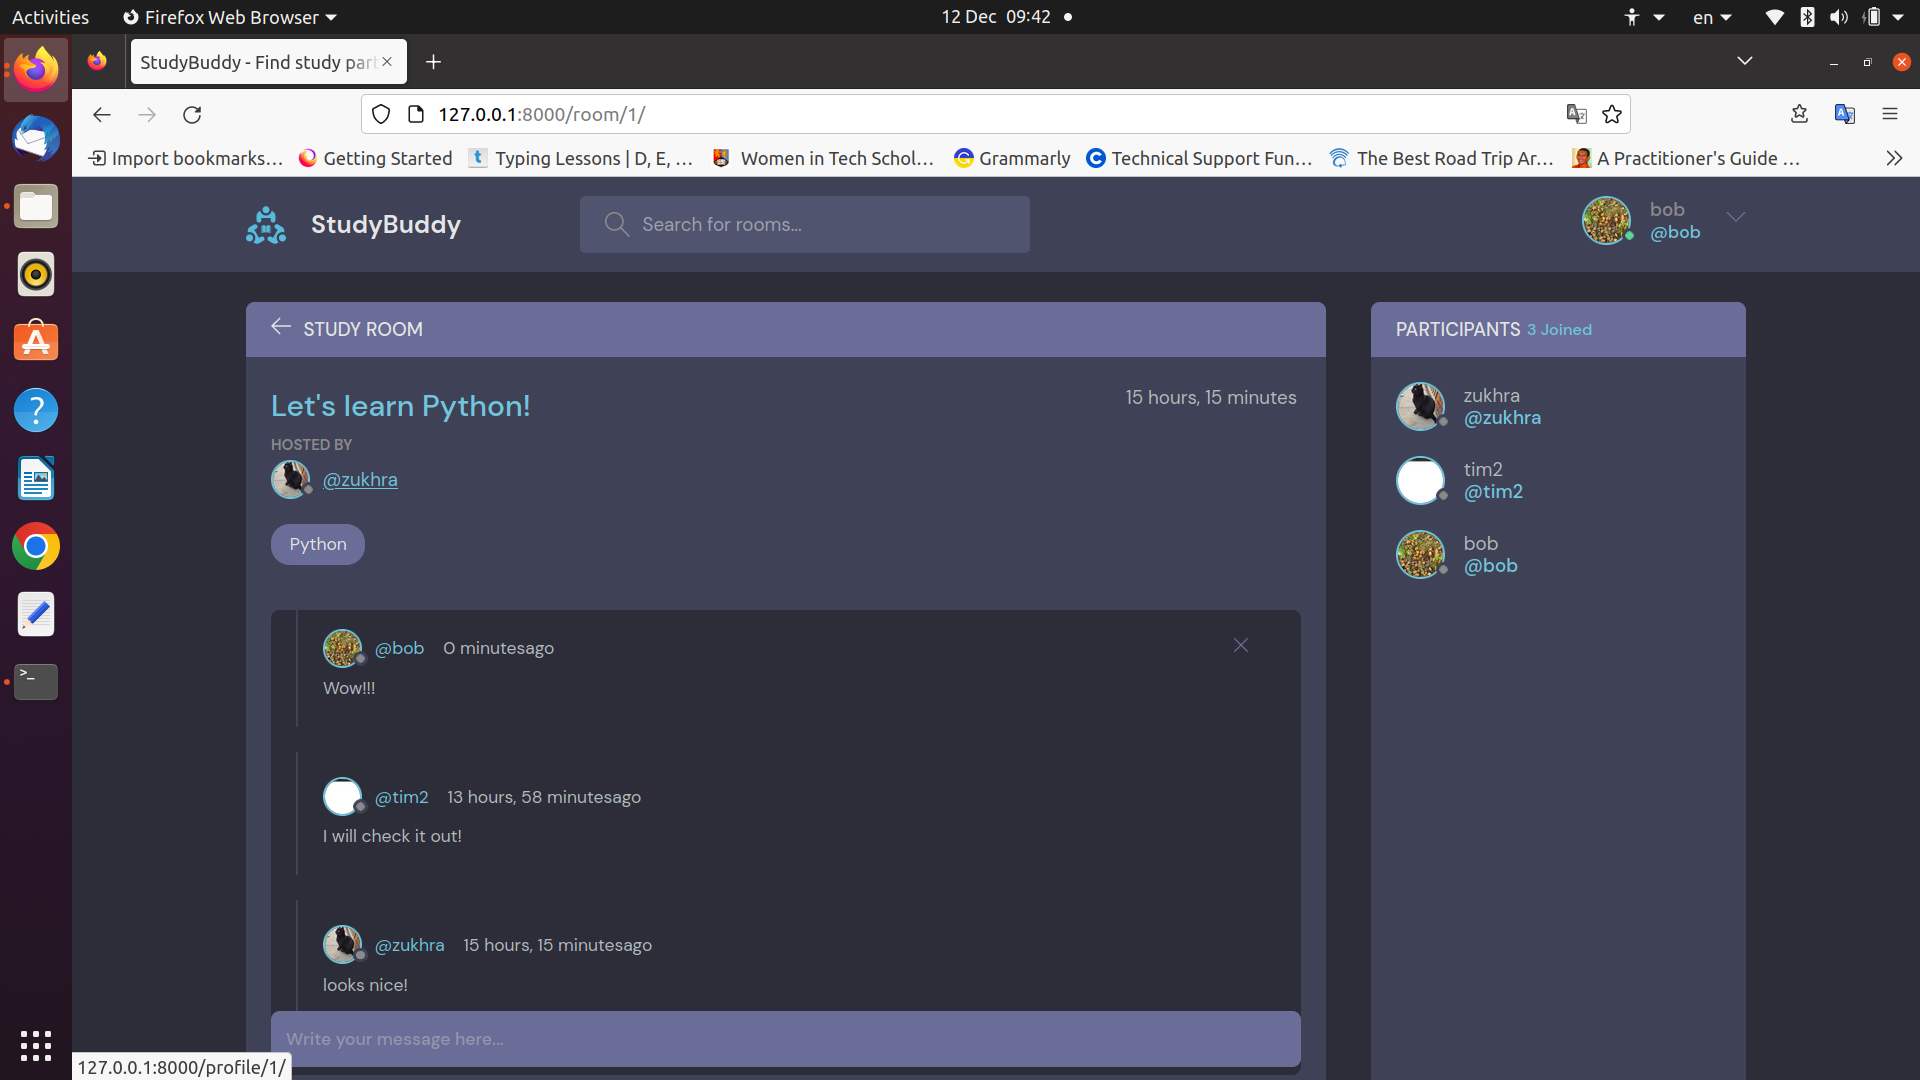 Activities
Firefox Web Browser
12 Dec 09:42
en
StudyBuddy - Find study par
127.0.0.1:8000/room/1/
Import bookmarks...
Getting Started
Typing Lessons | D, E, ...
Women in Tech Schol...
Grammarly
Technical Support Fun...
The Best Road Trip Ar...
A Practitioner's Guide ...
StudyBuddy
Search for rooms...
bob
@bob
STUDY ROOM
Let's learn Python!
15 hours, 15 minutes
HOSTED BY
@zukhra
Python
@bob 0 minutesago
Wow!!!
@tim2 13 hours, 58 minutesago
I will check it out!
@zukhra 15 hours, 15 minutesago
looks nice!
Write your message here...
PARTICIPANTS 3 Joined
zukhra
@zukhra
tim2
@tim2
bob
@bob
127.0.0.1:8000/profile/1/